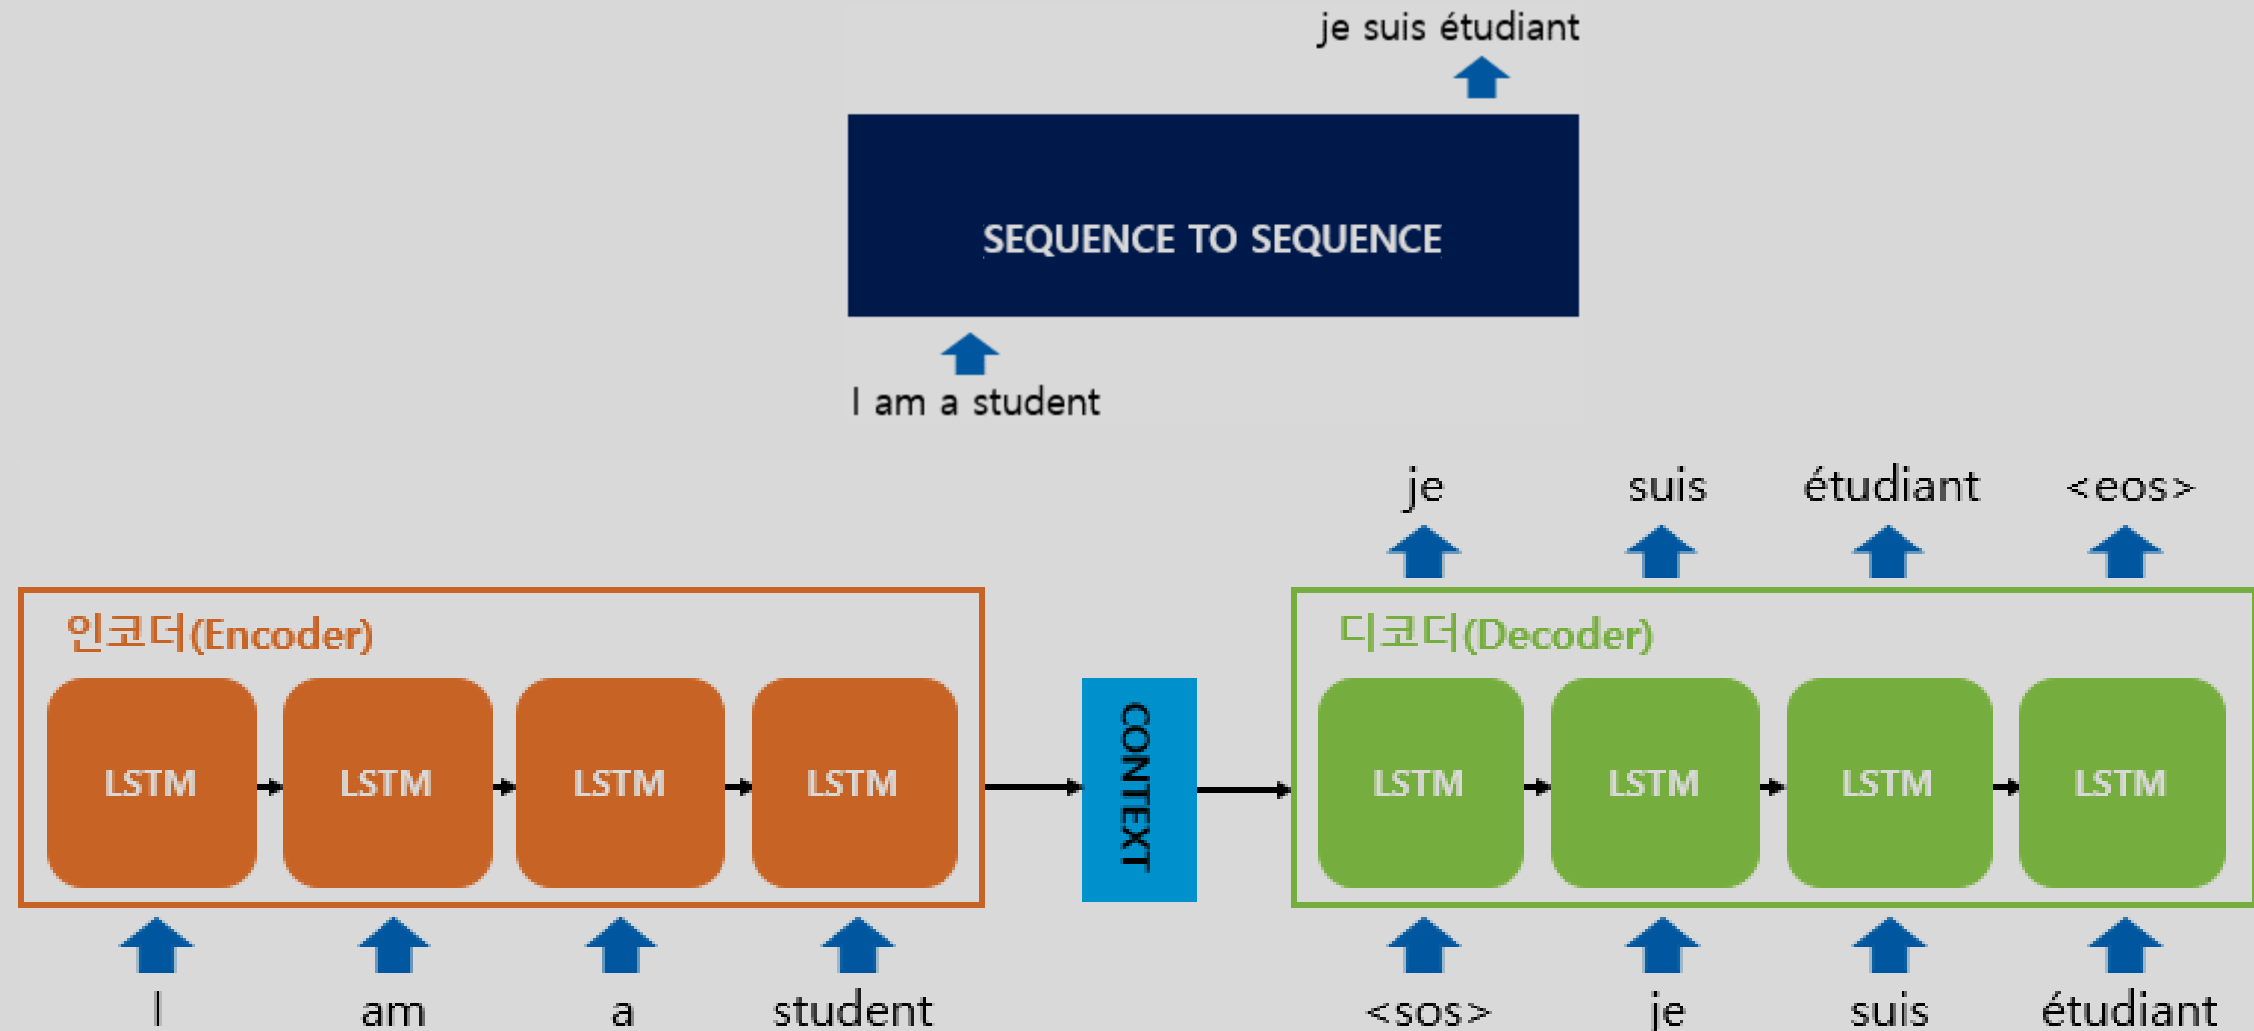 je suis étudiant
SEQUENCE TO SEQUENCE
I am a student
je suis étudiant <eos>
인코더(Encoder)
디코더(Decoder)
LSTM LSTM LSTM LSTM
CONTEXT
LSTM LSTM LSTM LSTM
I am a student
<sos> je suis étudiant